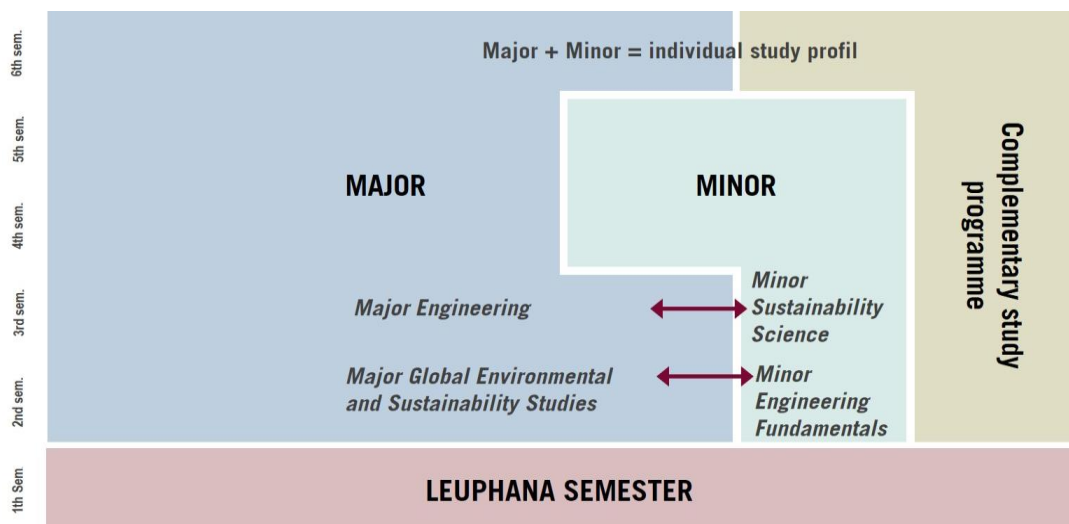 6th sem.
Major + Minor = individual study profil
5th sem.
MAJOR
MINOR
Complementary study
programme
4th sem.
3rd sem.
Major Engineering
Minor
Sustainability
Science
2nd sem.
Major Global Environmental
and Sustainability Studies
Minor
Engineering
Fundamentals
1th Sem
LEUPHANA SEMESTER